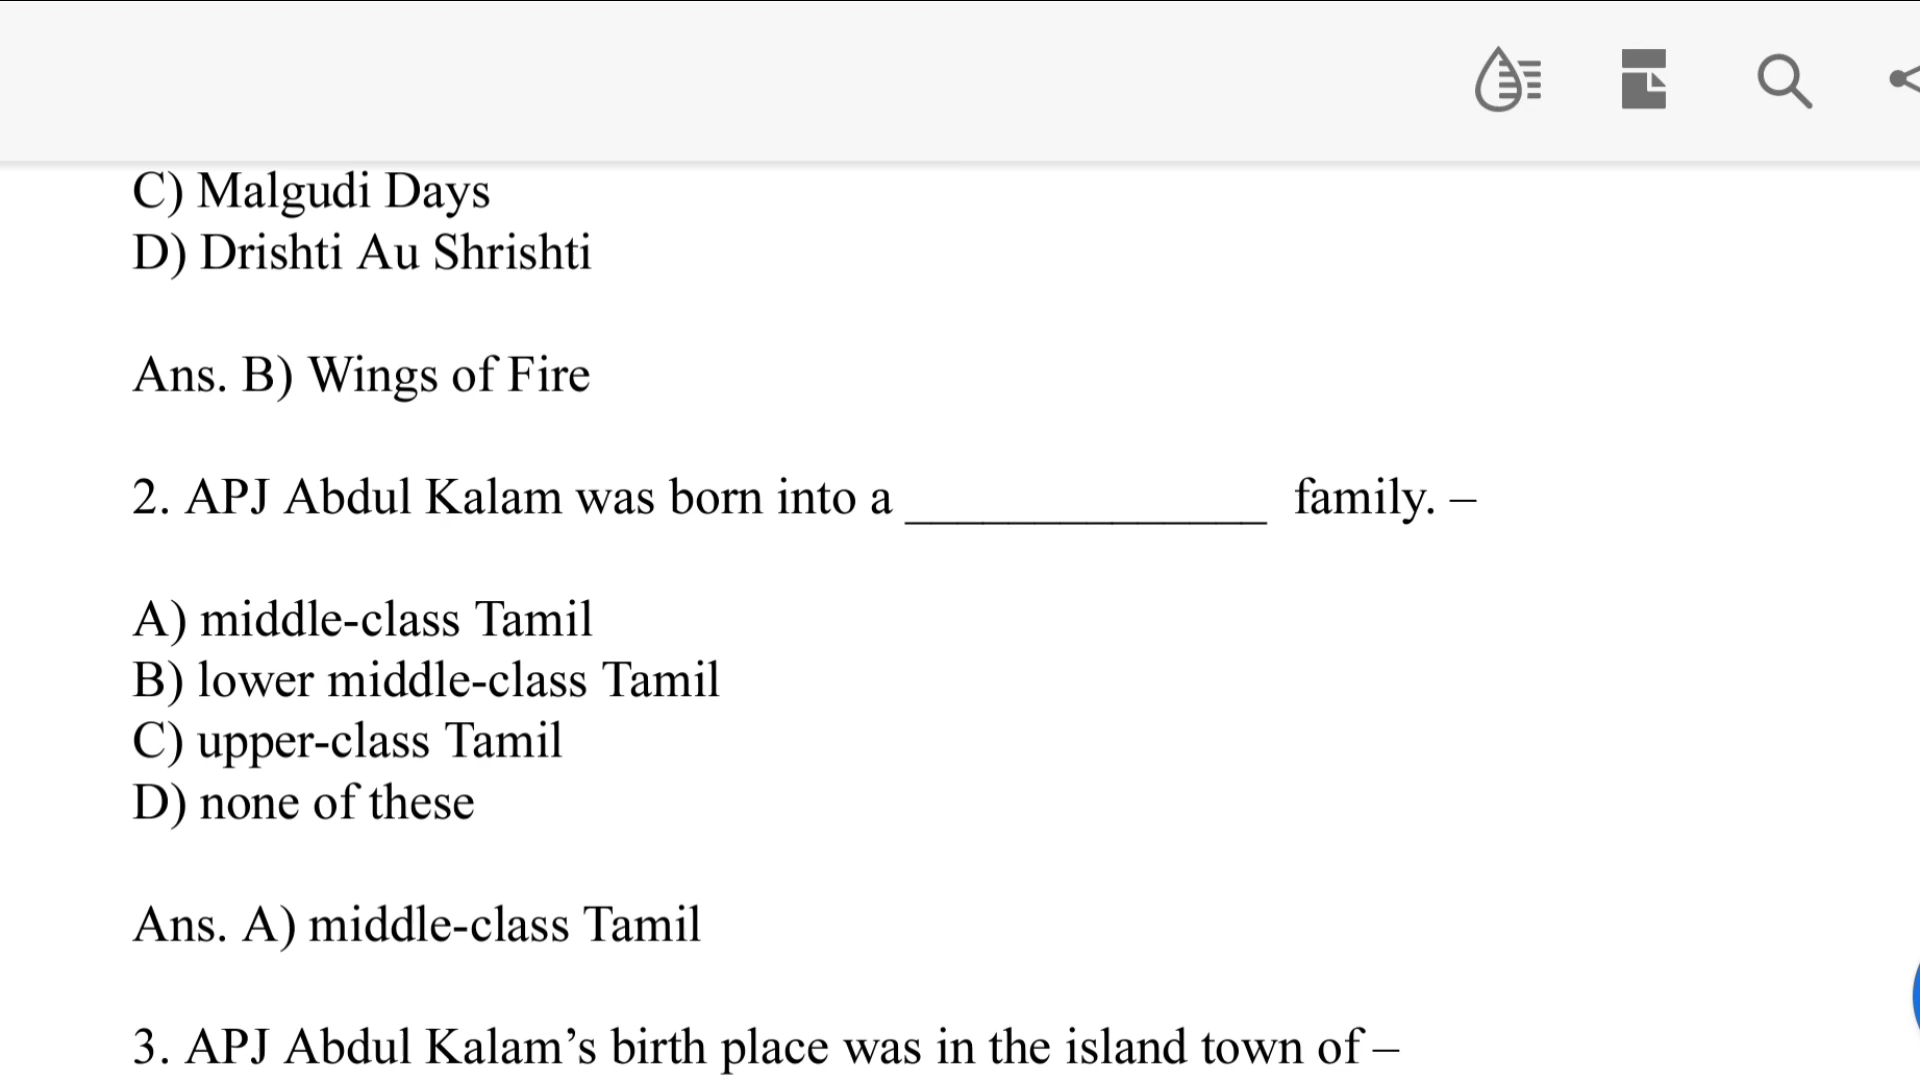 C) Malgudi Days
D) Drishti Au Shrishti
Ans. B) Wings of Fire
2. APJ Abdul Kalam was born into a ______________ family. –
A) middle-class Tamil
B) lower middle-class Tamil
C) upper-class Tamil
D) none of these
Ans. A) middle-class Tamil
3. APJ Abdul Kalam’s birth place was in the island town of –